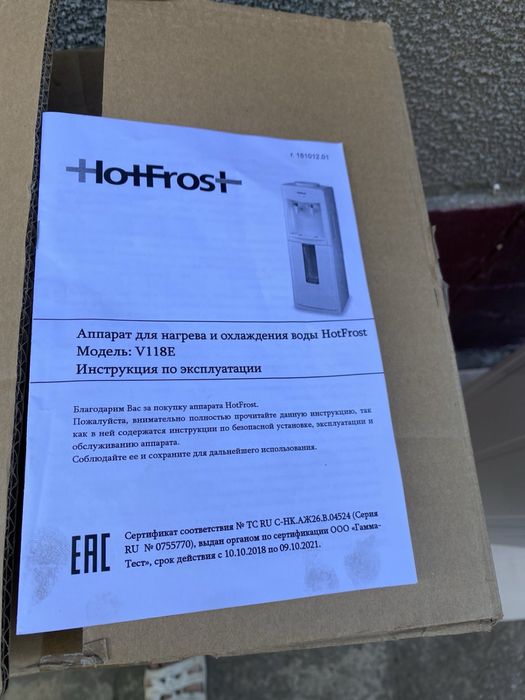 r. 161012.01
HotFrost
Аппарат для нагрева и охлаждения воды HotFrost
Модель: V118E
Инструкция по эксплуатации
Благодарим Вас за покупку аппарата HotFrost.
Пожалуйста, внимательно полностью прочитайте данную инструкцию, так
как в ней содержатся инструкции по безопасной установке, эксплуатации и
обслуживанию аппарата.
Соблюдайте ее и сохраните для дальнейшего использования.
EAC
Сертификат соответствия № ТС RU C-HK.АЖ26.В.04524 (Серия
RU № 0755770), выдан органом по сертификации ООО «Гамма-
Тест», срок действия с 10.10.2018 по 09.10.2021.